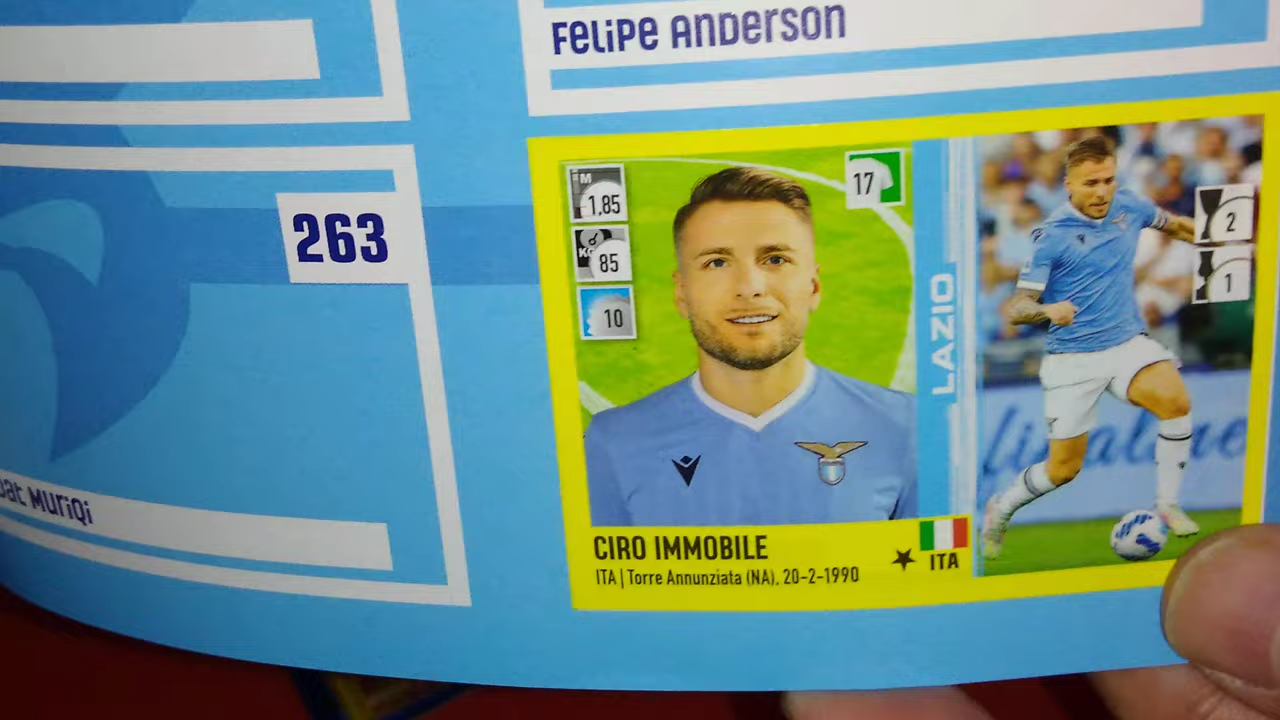 FELIPE ANDERSON
263
MURIQI
M
1,85
KG
85
10
17
LAZIO
2
1
CIRO IMMOBILE
ITA | Torre Annunziata (NA), 20-2-1990
ITA